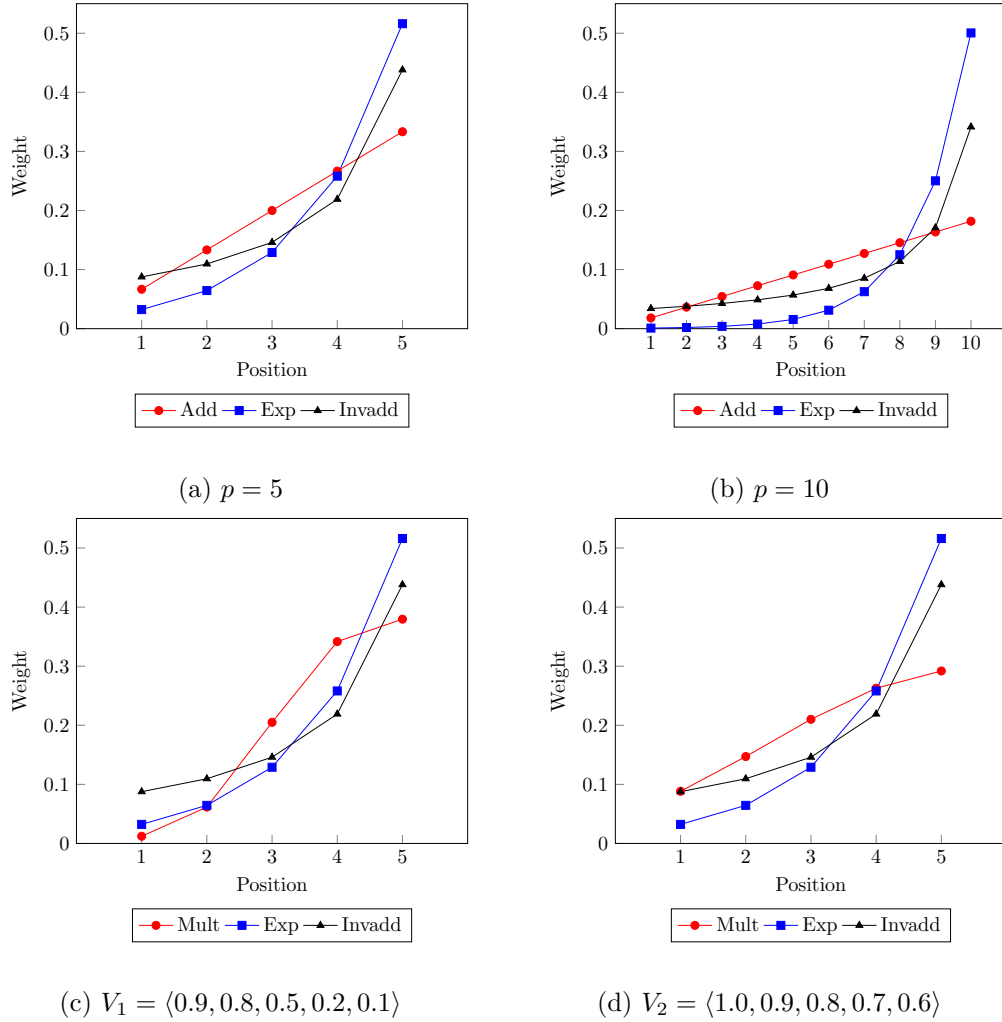 0.5
0.4
0.3
0.2
0.1
0
Weight
1 2 3 4 5
Position
Add Exp Invadd
(a) p = 5
0.5
0.4
0.3
0.2
0.1
0
Weight
1 2 3 4 5 6 7 8 9 10
Position
Add Exp Invadd
(b) p = 10
0.5
0.4
0.3
0.2
0.1
0
Weight
1 2 3 4 5
Position
Mult Exp Invadd
(c) V₁ = ⟨0.9, 0.8, 0.5, 0.2, 0.1⟩
0.5
0.4
0.3
0.2
0.1
0
Weight
1 2 3 4 5
Position
Mult Exp Invadd
(d) V₂ = ⟨1.0, 0.9, 0.8, 0.7, 0.6⟩